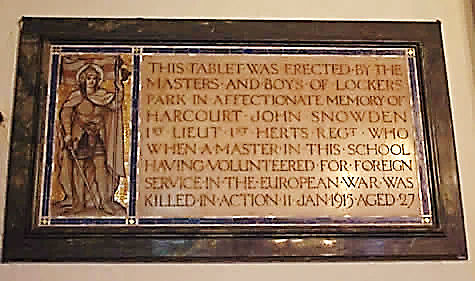 THIS TABLET WAS ERECTED BY THE
MASTERS · AND BOYS · OF LOCKERS
PARK IN AFFECTIONATE MEMORY OF
HARCOURT · JOHN SNOWDEN
1ST LIEUT · 1ST HERTS · REGT · WHO
WHEN · A · MASTER · IN · THIS · SCHOOL
HAVING · VOLUNTEERED · FOR · FOREIGN
SERVICE · IN · THE · EUROPEAN · WAR · WAS
KILLED · IN · ACTION · 11 · JAN · 1915 · AGED · 27